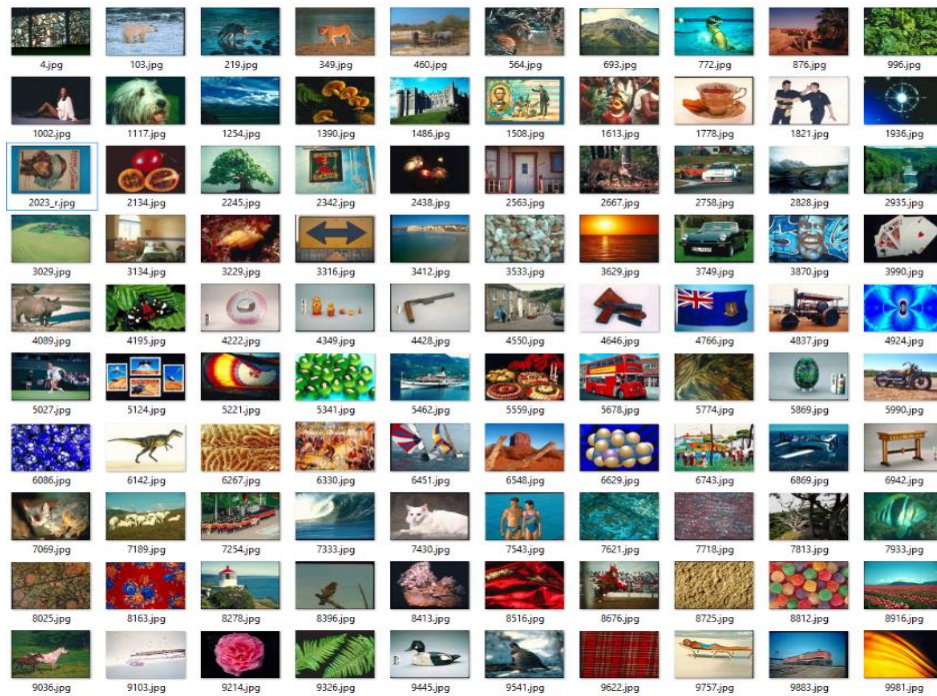 4.jpg 103.jpg 219.jpg 349.jpg 460.jpg 564.jpg 693.jpg 772.jpg 876.jpg 996.jpg
1002.jpg 1117.jpg 1254.jpg 1390.jpg 1486.jpg 1508.jpg 1613.jpg 1778.jpg 1821.jpg 1936.jpg
2023_r.jpg 2134.jpg 2245.jpg 2342.jpg 2438.jpg 2563.jpg 2667.jpg 2758.jpg 2828.jpg 2935.jpg
3029.jpg 3134.jpg 3229.jpg 3316.jpg 3412.jpg 3533.jpg 3629.jpg 3749.jpg 3870.jpg 3990.jpg
4089.jpg 4195.jpg 4222.jpg 4349.jpg 4428.jpg 4550.jpg 4646.jpg 4766.jpg 4837.jpg 4924.jpg
5027.jpg 5124.jpg 5221.jpg 5341.jpg 5462.jpg 5559.jpg 5678.jpg 5774.jpg 5869.jpg 5990.jpg
6086.jpg 6142.jpg 6267.jpg 6330.jpg 6451.jpg 6548.jpg 6629.jpg 6743.jpg 6869.jpg 6942.jpg
7069.jpg 7189.jpg 7254.jpg 7333.jpg 7430.jpg 7543.jpg 7621.jpg 7718.jpg 7813.jpg 7933.jpg
8025.jpg 8163.jpg 8278.jpg 8396.jpg 8413.jpg 8516.jpg 8676.jpg 8725.jpg 8812.jpg 8916.jpg
9036.jpg 9103.jpg 9214.jpg 9326.jpg 9445.jpg 9541.jpg 9622.jpg 9757.jpg 9883.jpg 9981.jpg